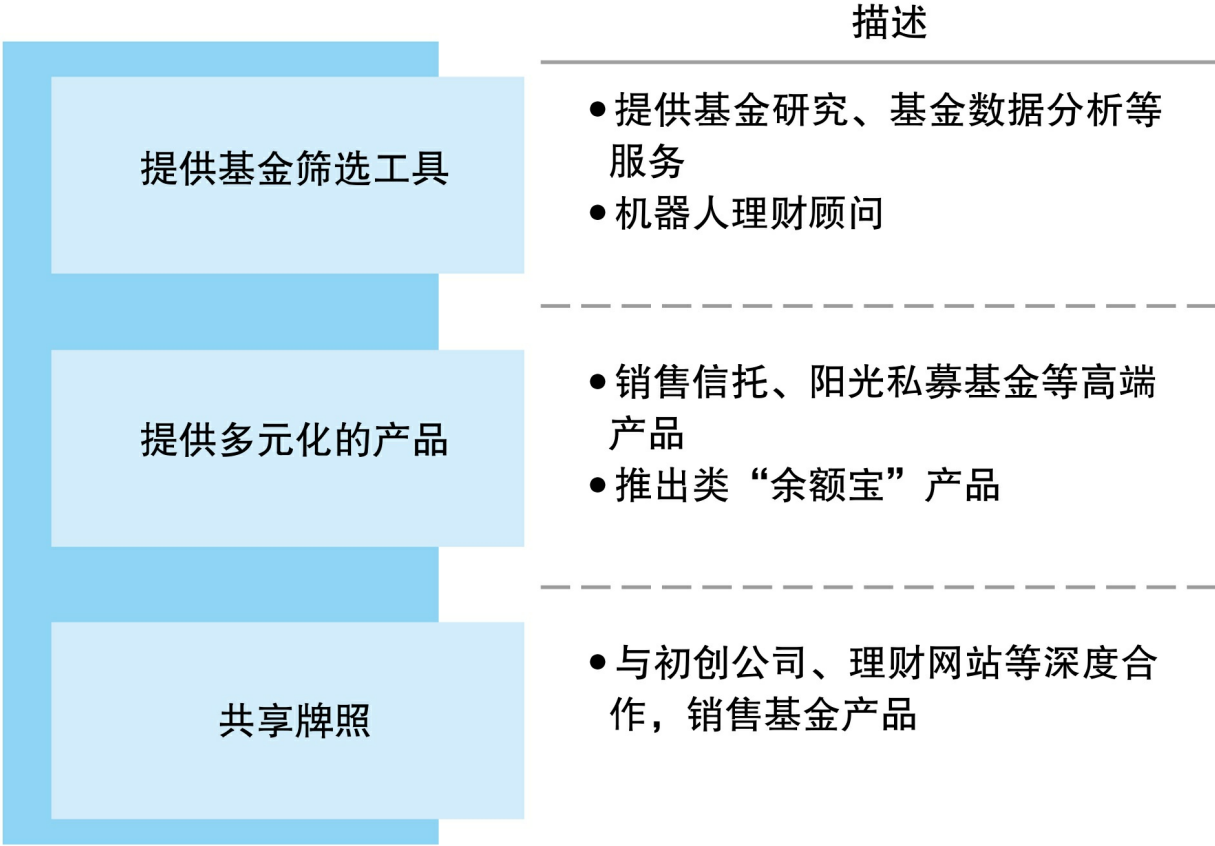 描述
提供基金筛选工具
•提供基金研究、基金数据分析等
服务
•机器人理财顾问
提供多元化的产品
•销售信托、阳光私募基金等高端
产品
•推出类“余额宝”产品
共享牌照
•与初创公司、理财网站等深度合
作，销售基金产品